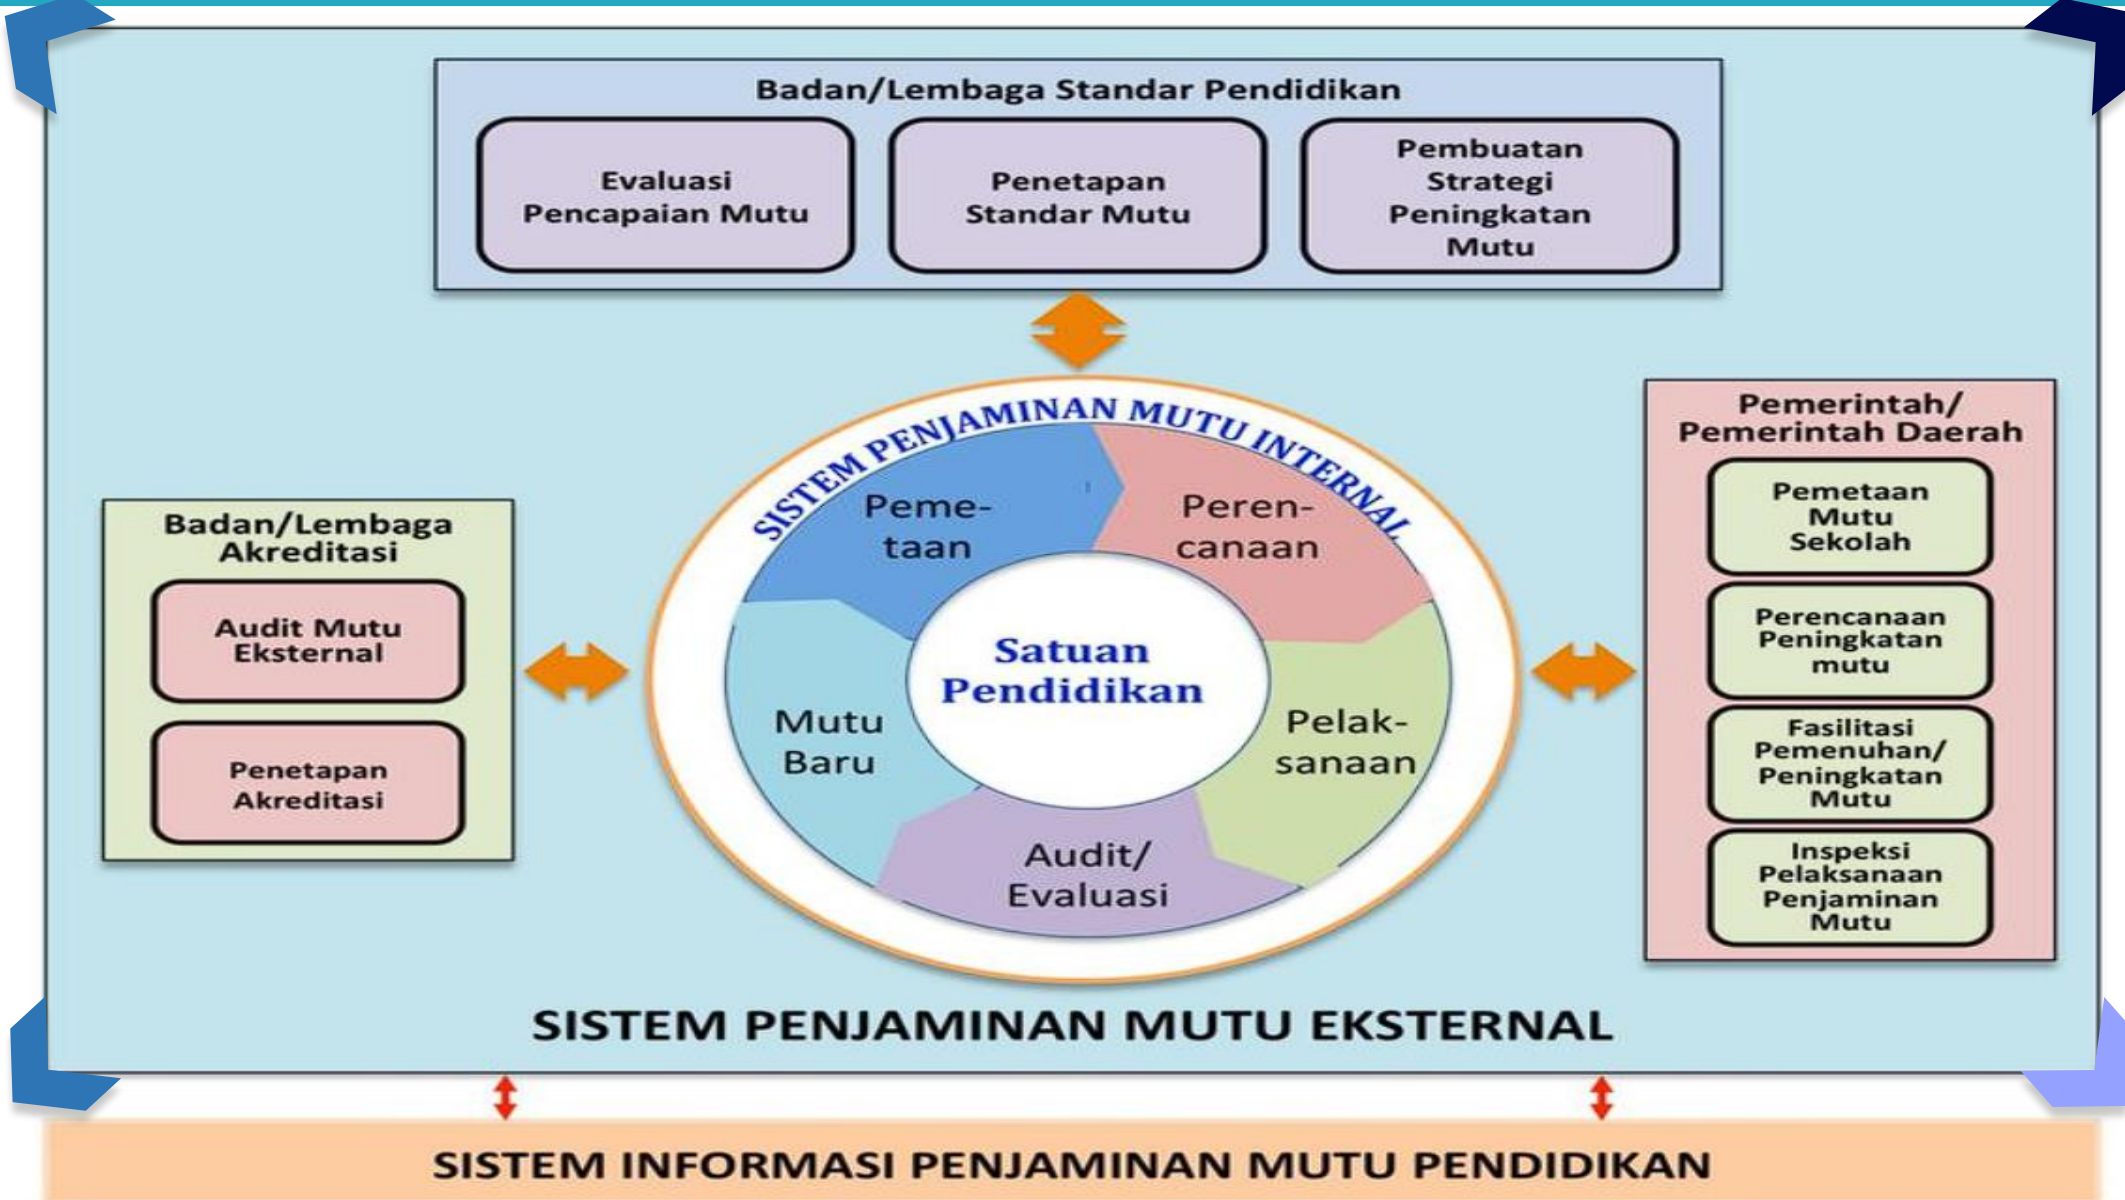 Badan/Lembaga Standar Pendidikan
Evaluasi
Pencapaian Mutu
Penetapan
Standar Mutu
Pembuatan
Strategi
Peningkatan
Mutu
SISTEM PENJAMINAN MUTU INTERNAL
Peme-
taan
Peren-
canaan
Pelak-
sanaan
Audit/
Evaluasi
Mutu
Baru
Satuan
Pendidikan
Badan/Lembaga
Akreditasi
Audit Mutu
Eksternal
Penetapan
Akreditasi
Pemerintah/
Pemerintah Daerah
Pemetaan
Mutu
Sekolah
Perencanaan
Peningkatan
mutu
Fasilitasi
Pemenuhan/
Peningkatan
Mutu
Inspeksi
Pelaksanaan
Penjaminan
Mutu
SISTEM PENJAMINAN MUTU EKSTERNAL
SISTEM INFORMASI PENJAMINAN MUTU PENDIDIKAN